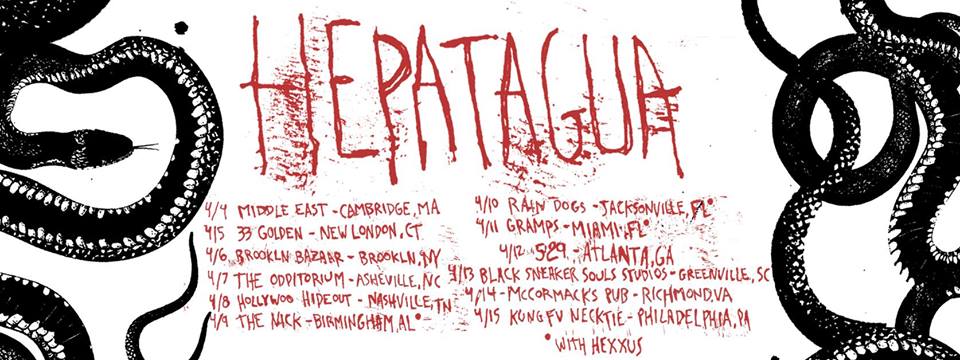 HEPATAGUA
4/4 MIDDLE EAST - CAMBRIDGE, MA
4/5 33 GOLDEN - NEW LONDON, CT
4/6 BROOKLN BAZAAR - BROOKLN, NY
4/7 THE ODDITORIUM - ASHEVILLE, NC
4/8 HOLLYWOO HIDEOUT - NASHVILLE, TN
4/9 THE NICK - BIRMINGHAM, AL*
4/10 RAIN DOGS - JACKSONVILLE, FL*
4/11 GRAMPS - MIAMI, FL*
4/12 529 - ATLANTA, GA
4/13 BLACK SNEAKER SOULS STUDIOS - GREENVILLE, SC
4/14 - MCCORMACK'S PUB - RICHMOND, VA
4/15 KUNG FU NECKTIE - PHILADELPHIA, PA
* WITH HEXXUS